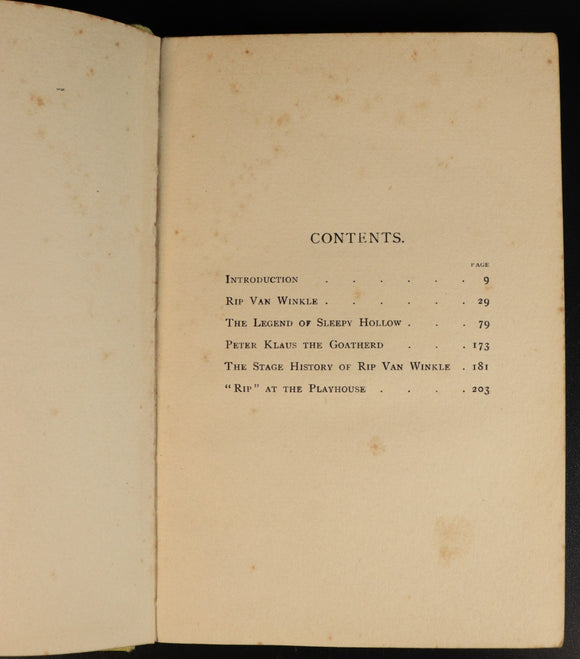 CONTENTS.
PAGE
INTRODUCTION . . . . . . 9
RIP VAN WINKLE . . . . . . 29
THE LEGEND OF SLEEPY HOLLOW . . . 79
PETER KLAUS THE GOATHERD . . . 173
THE STAGE HISTORY OF RIP VAN WINKLE . 181
“RIP” AT THE PLAYHOUSE . . . . 203